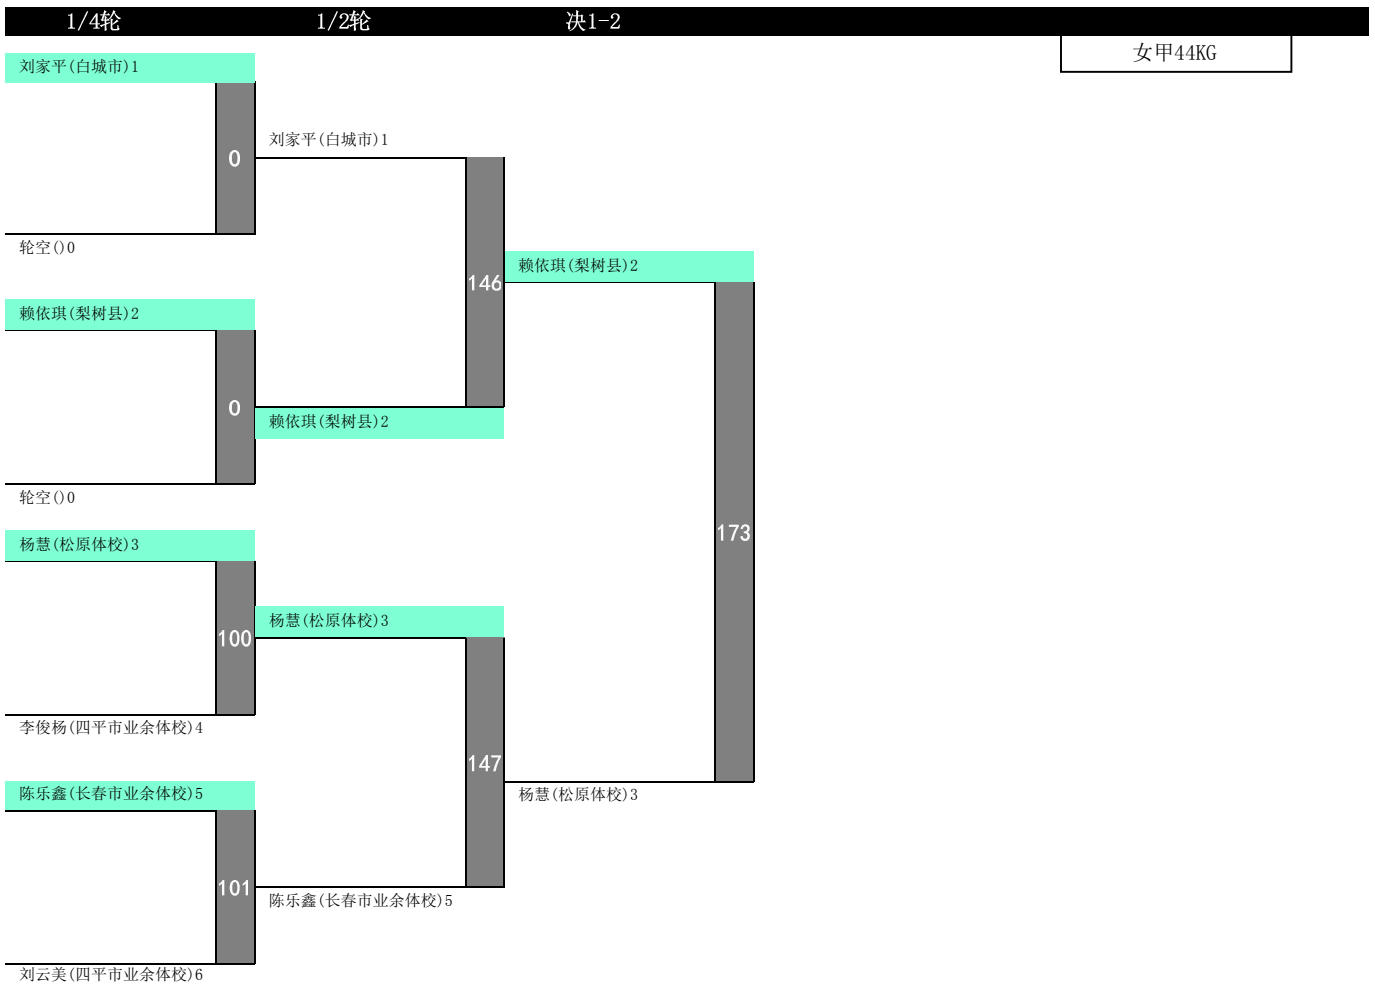 1/4轮 1/2轮 决1-2
女甲44KG
刘家平(白城市)1
刘家平(白城市)1
0
轮空()0
赖依琪(梨树县)2
146
赖依琪(梨树县)2
0
赖依琪(梨树县)2
轮空()0
173
杨慧(松原体校)3
杨慧(松原体校)3
100
李俊杨(四平市业余体校)4
147
陈乐鑫(长春市业余体校)5
杨慧(松原体校)3
101
陈乐鑫(长春市业余体校)5
刘云美(四平市业余体校)6